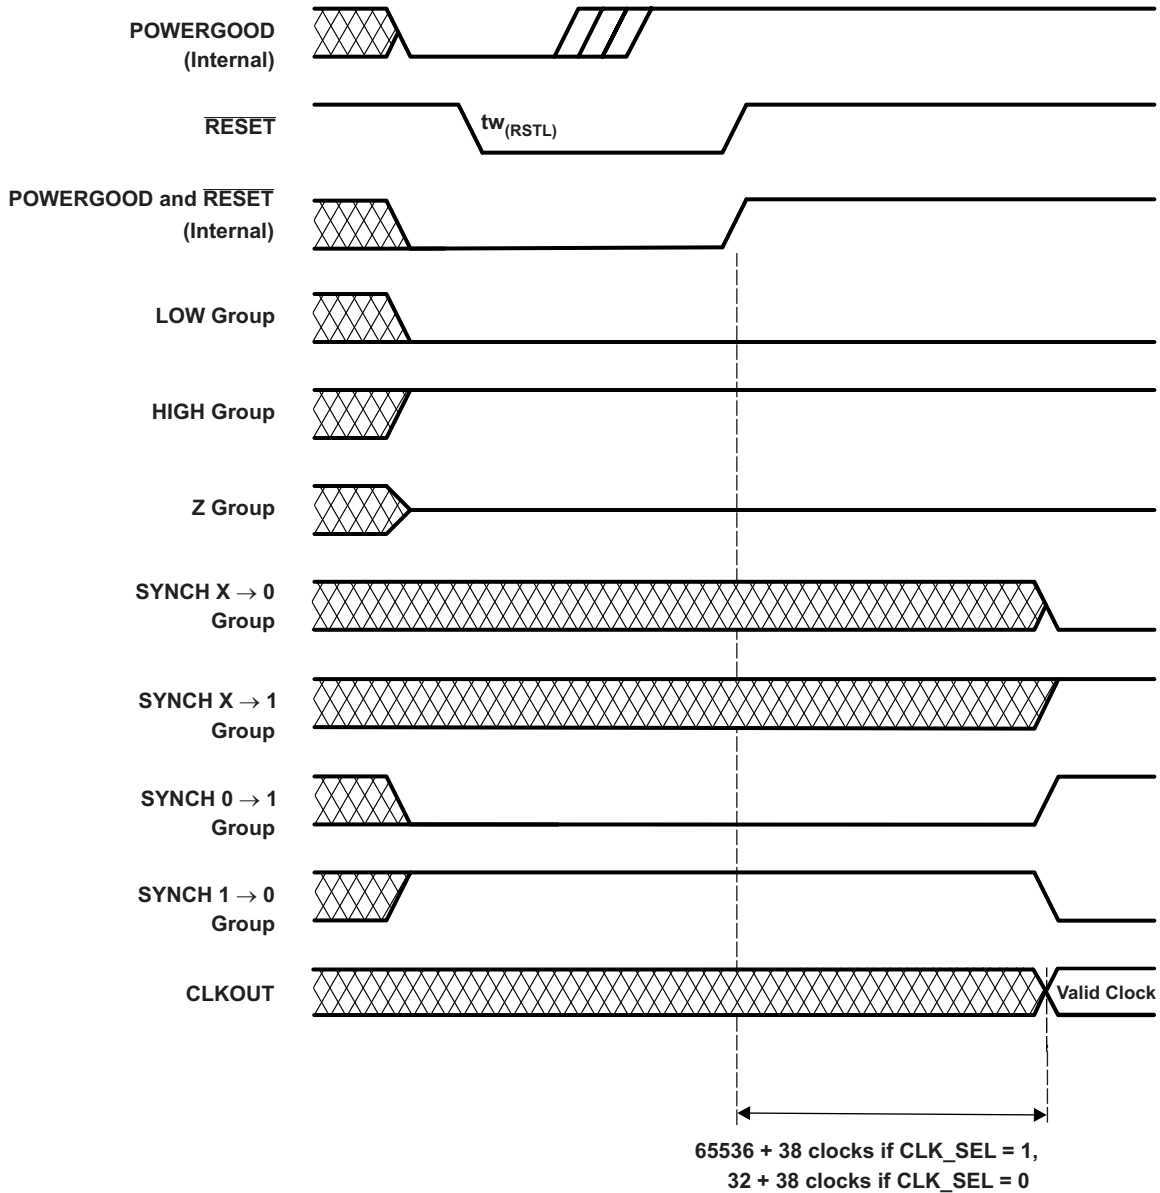 POWERGOOD
(Internal)
RESET
tw(RSTL)
POWERGOOD and RESET
(Internal)
LOW Group
HIGH Group
Z Group
SYNCH X → 0
Group
SYNCH X → 1
Group
SYNCH 0 → 1
Group
SYNCH 1 → 0
Group
CLKOUT
Valid Clock
65536 + 38 clocks if CLK_SEL = 1,
32 + 38 clocks if CLK_SEL = 0